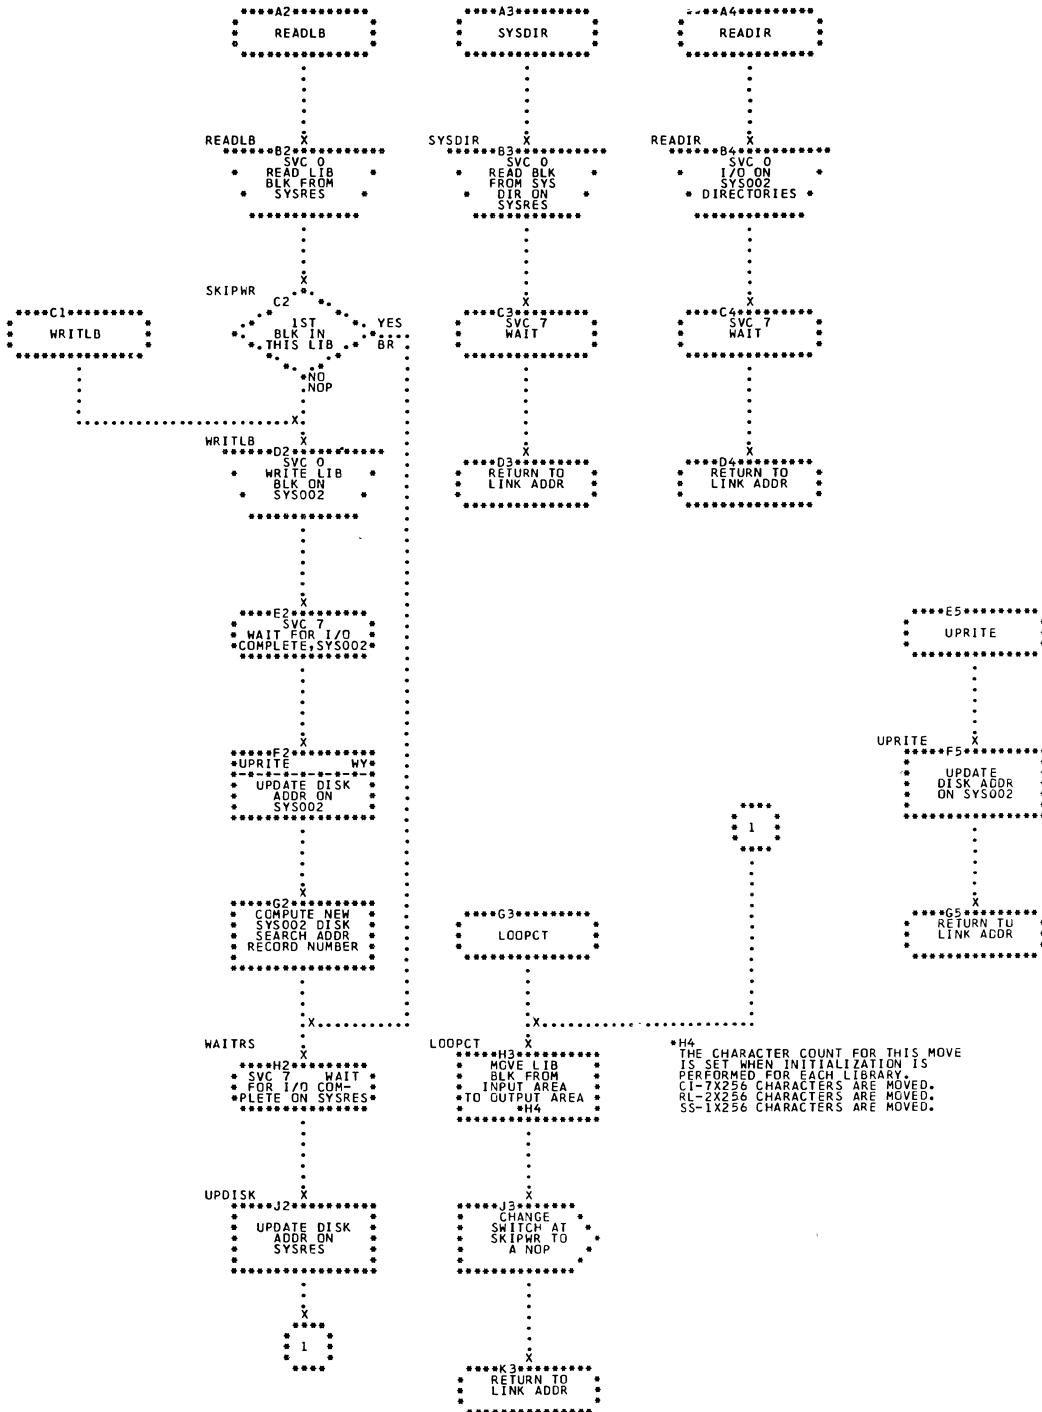 A2
READLB
A3
SYSDIR
A4
READIR
READLB
B2
SVC 0
READ LIB
BLK FROM
SYSRES
SYSDIR
B3
SVC 0
READ BLK
FROM SYS
DIR ON
SYSRES
READIR
B4
SVC 0
I/O ON
SYS002
DIRECTORIES
SKIPWR
C1
WRITLB
C2
1ST
BLK IN
THIS LIB
YES
BR
NO
NOP
C3
SVC 7
WAIT
C4
SVC 7
WAIT
WRITLB
D2
SVC 0
WRITE LIB
BLK ON
SYS002
D3
RETURN TO
LINK ADDR
D4
RETURN TO
LINK ADDR
E2
SVC 7
WAIT FOR I/O
COMPLETE,SYS002
E5
UPRITE
F2
UPRITE WY
UPDATE DISK
ADDR ON
SYS002
UPRITE
F5
UPDATE
DISK ADDR
ON SYS002
1
G2
COMPUTE NEW
SYS002 DISK
SEARCH ADDR
RECORD NUMBER
G3
LOOPCT
G5
RETURN TO
LINK ADDR
WAITRS
H2
SVC 7 WAIT
FOR I/O COM-
PLETE ON SYSRES
LOOPCT
H3
MOVE LIB
BLK FROM
INPUT AREA
TO OUTPUT AREA
*H4
*H4
THE CHARACTER COUNT FOR THIS MOVE
IS SET WHEN INITIALIZATION IS
PERFORMED FOR EACH LIBRARY.
CI-7X256 CHARACTERS ARE MOVED.
RL-2X256 CHARACTERS ARE MOVED.
SS-1X256 CHARACTERS ARE MOVED.
UPDISK
J2
UPDATE DISK
ADDR ON
SYSRES
J3
CHANGE
SWITCH AT
SKIPWR TO
A NOP
1
K3
RETURN TO
LINK ADDR